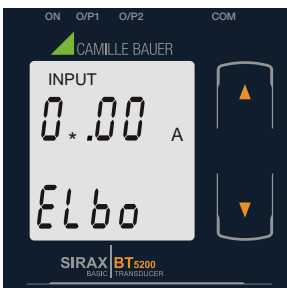 ON O/P1 O/P2 COM
CAMILLE BAUER
INPUT
0*.00 A
ELbo
SIRAX BT5200
BASIC TRANSDUCER